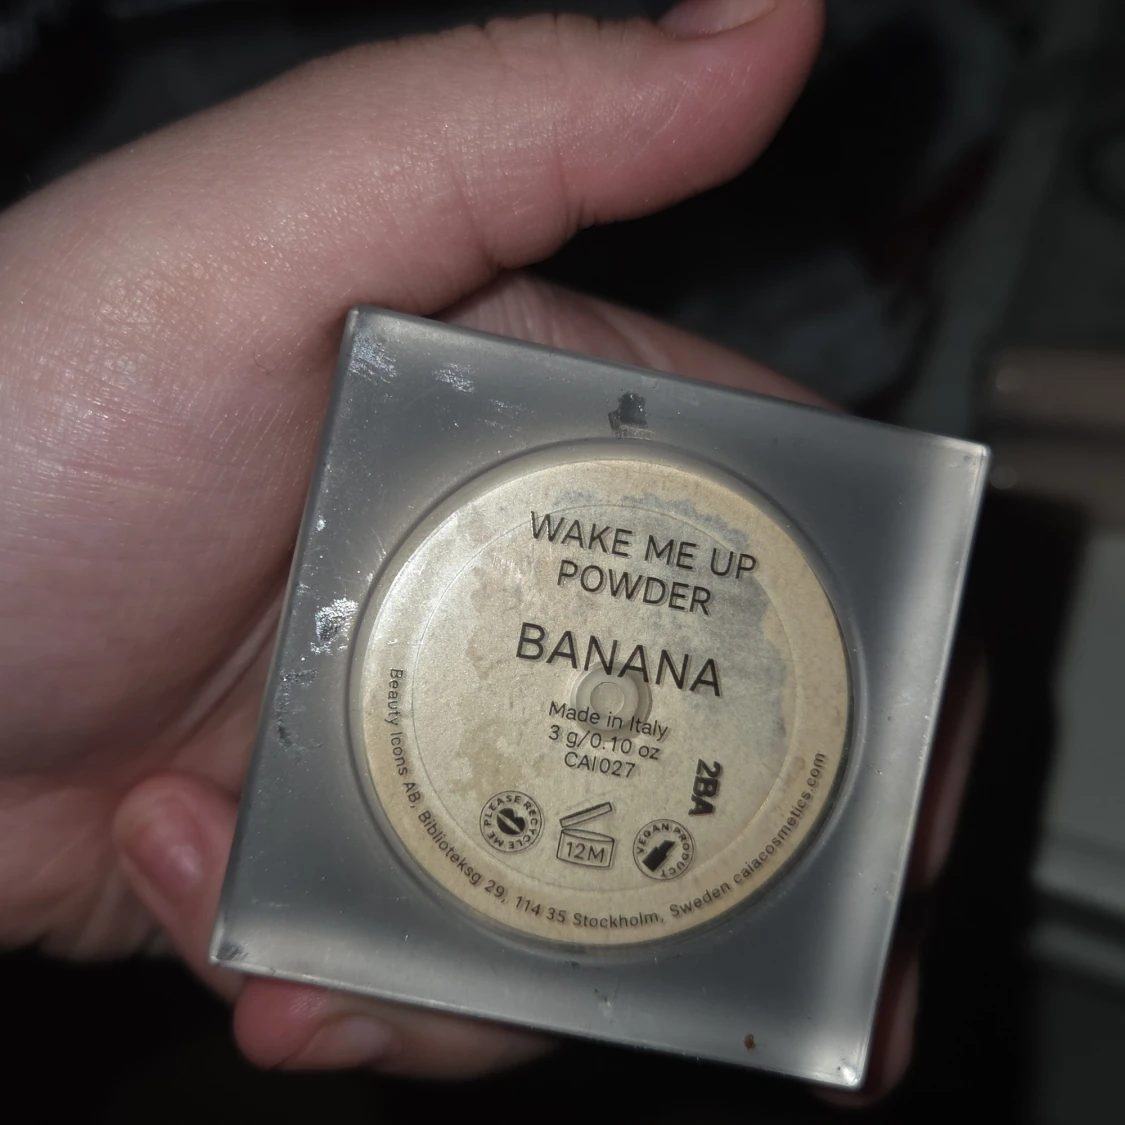 WAKE ME UP
POWDER
BANANA
Made in Italy
3 g/0.10 oz
CAI027
2BA
PLEASE RECYCLE ME
12M
VEGAN PRODUCT
Beauty Icons AB, Biblioteksg 29, 114 35 Stockholm, Sweden caiacosmetics.com